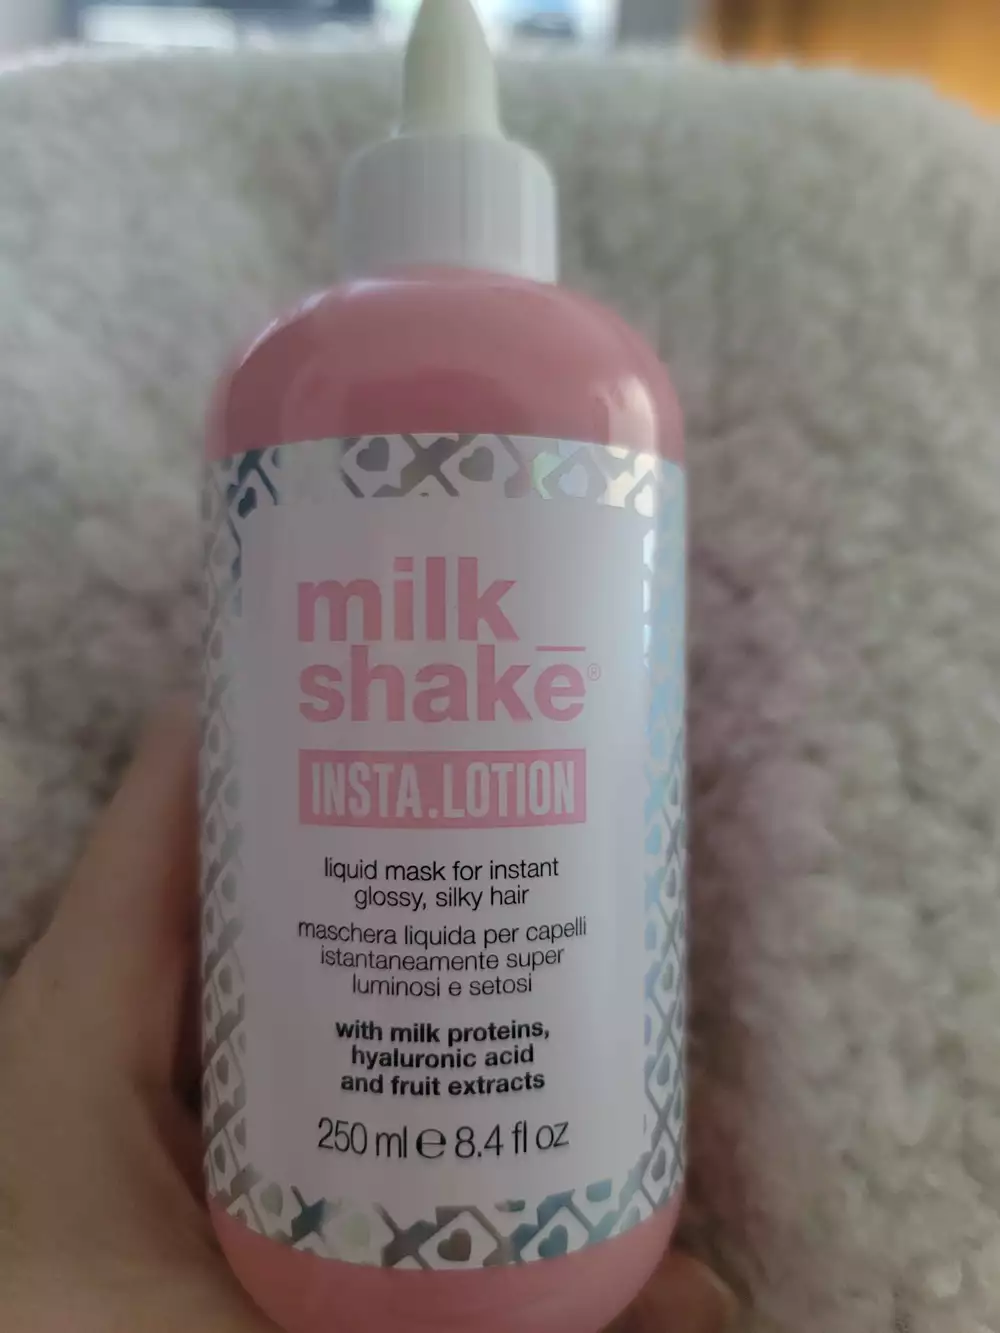 milk
shake®
INSTA.LOTION
liquid mask for instant
glossy, silky hair
maschera liquida per capelli
istantaneamente super
luminosi e setosi
with milk proteins,
hyaluronic acid
and fruit extracts
250 ml ℮ 8.4 fl oz